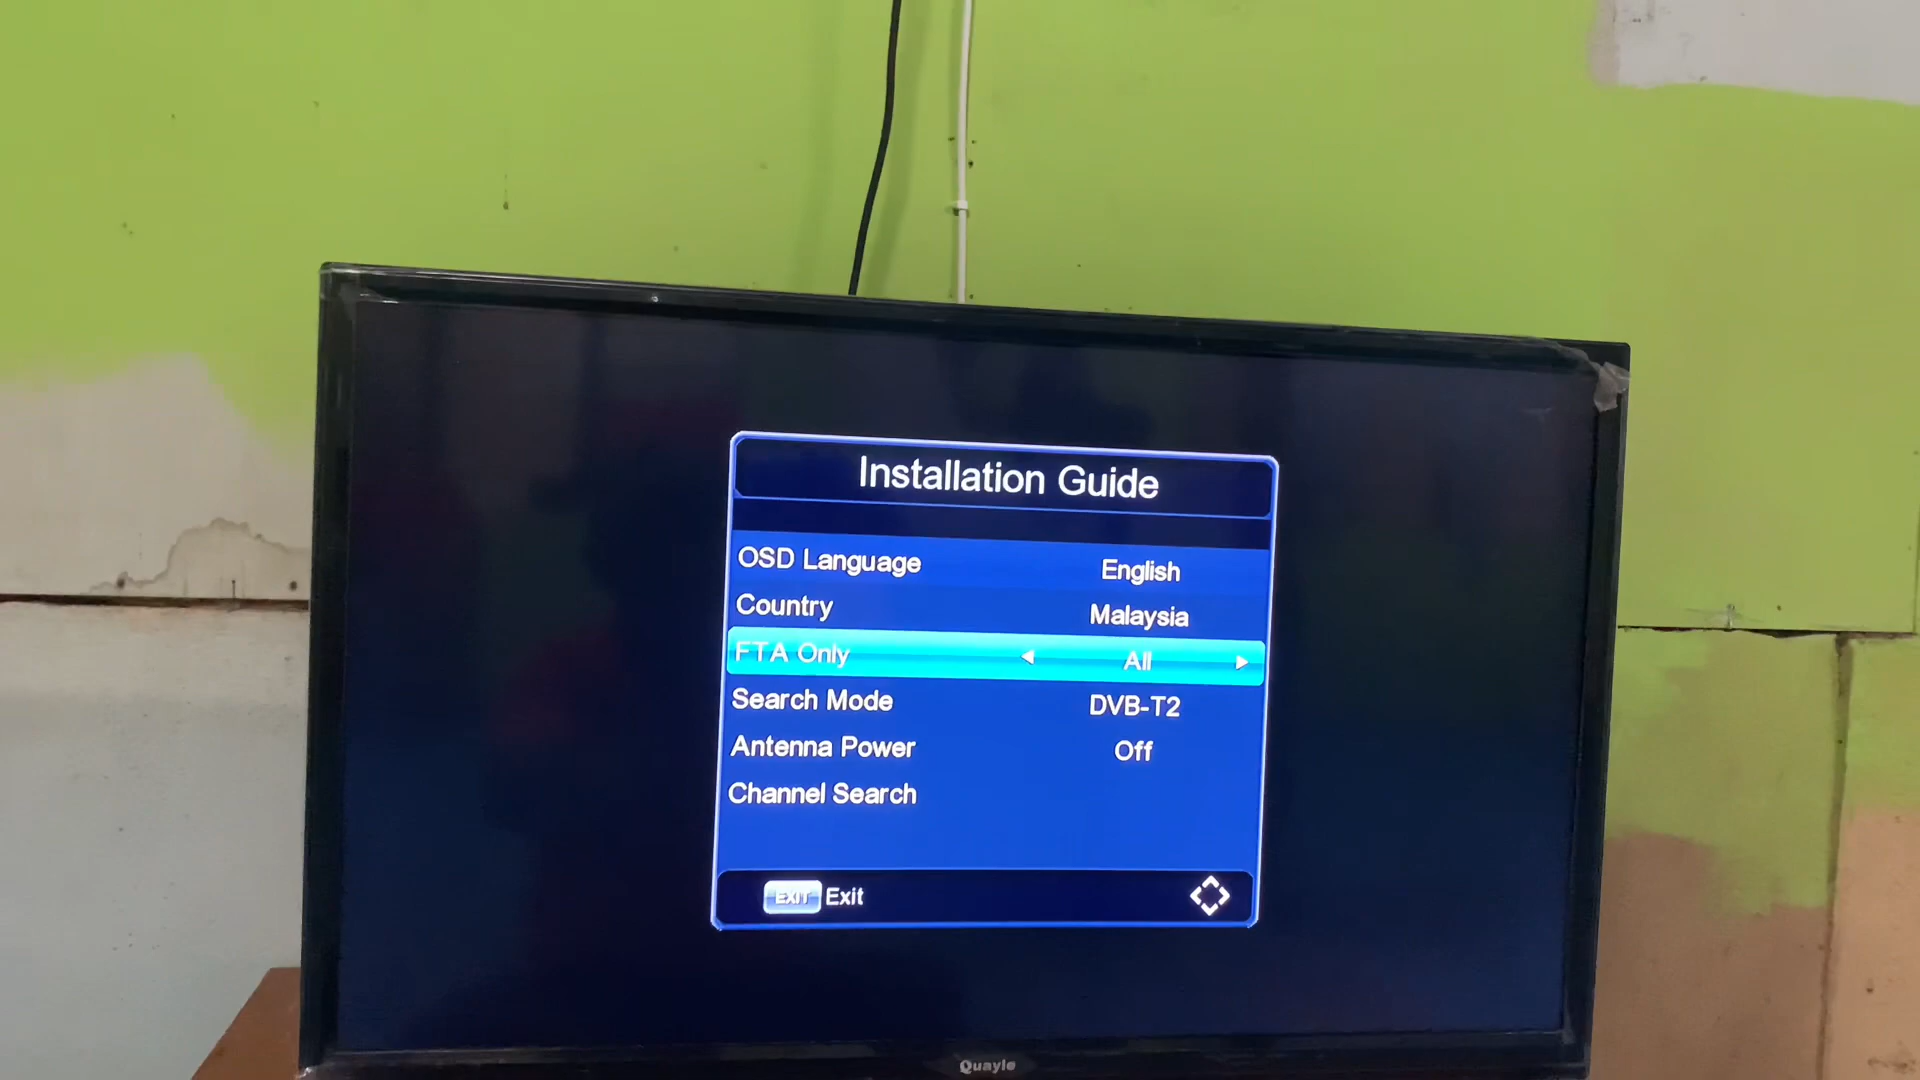 Installation Guide
OSD Language English
Country Malaysia
FTA Only All
Search Mode DVB-T2
Antenna Power Off
Channel Search
EXIT Exit
Quayle